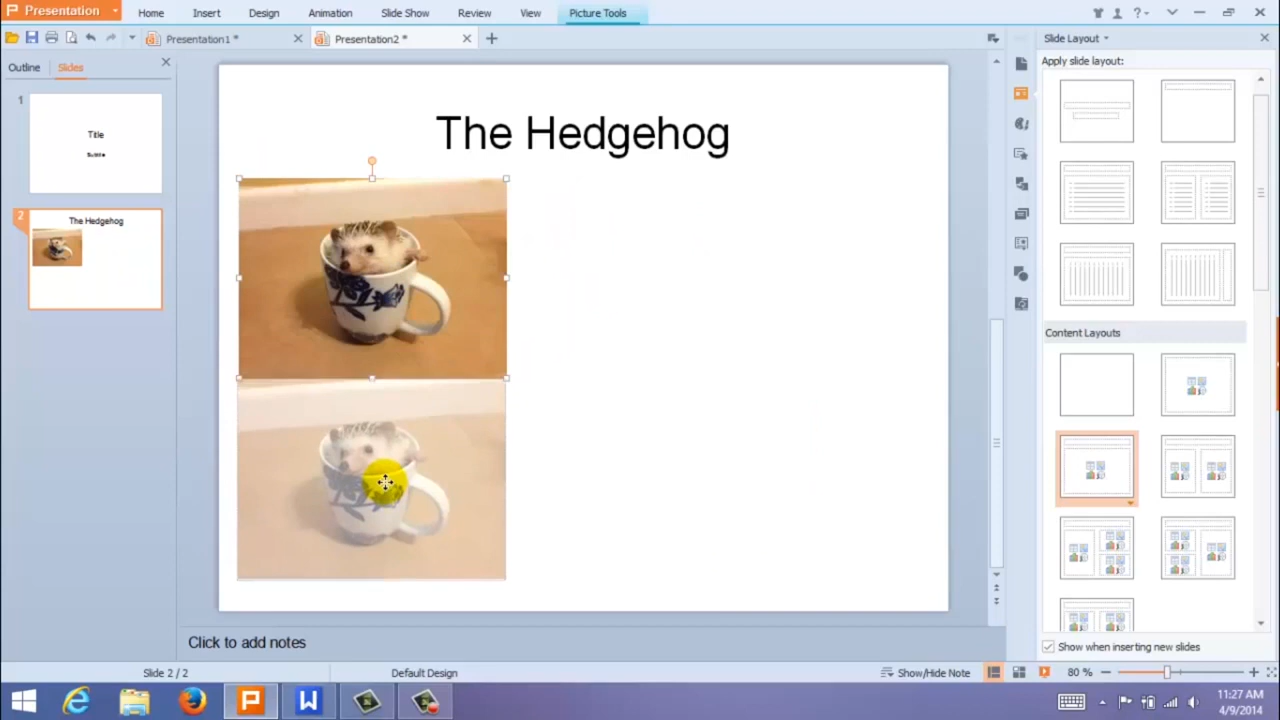 Presentation
Home Insert Design Animation Slide Show Review View Picture Tools
Presentation1 * Presentation2 *
Outline Slides
Slide Layout
Apply slide layout:
1
Title
Subtitle
2
The Hedgehog
The Hedgehog
Content Layouts
Click to add notes
Show when inserting new slides
Slide 2 / 2 Default Design Show/Hide Note 80 %
11:27 AM
4/9/2014